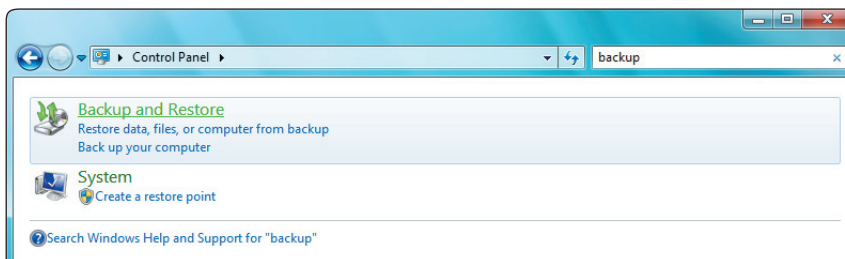 Control Panel
backup
Backup and Restore
Restore data, files, or computer from backup
Back up your computer
System
Create a restore point
Search Windows Help and Support for "backup"